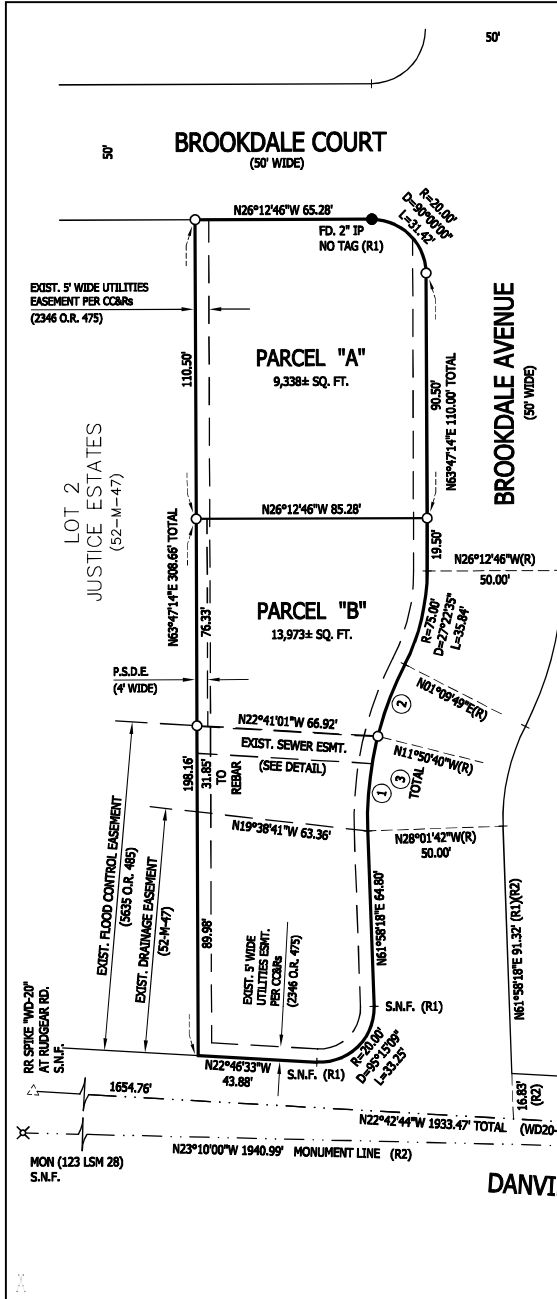 50'
50'
BROOKDALE COURT
(50' WIDE)
N26°12'46"W 65.28'
R=20.00'
D=90°00'00"
L=31.42'
FD. 2" IP
NO TAG (R1)
EXIST. 5' WIDE UTILITIES
EASEMENT PER CC&Rs
(2346 O.R. 475)
110.50'
PARCEL "A"
9,338± SQ. FT.
90.50'
N63°47'14"E 110.00' TOTAL
BROOKDALE AVENUE
(50' WIDE)
LOT 2
JUSTICE ESTATES
(52-M-47)
N26°12'46"W 85.28'
N63°47'14"E 308.66' TOTAL
76.33'
19.50'
N26°12'46"W(R)
50.00'
PARCEL "B"
13,973± SQ. FT.
R=75.00'
D=27°22'35"
L=35.84'
P.S.D.E.
(4' WIDE)
N01°09'49"E(R)
2
N22°41'01"W 66.92'
EXIST. SEWER ESMT.
(SEE DETAIL)
N11°50'40"W(R)
198.16'
31.85'
TO
REBAR
1
3
TOTAL
N19°38'41"W 63.36'
N28°01'42"W(R)
50.00'
EXIST. FLOOD CONTROL EASEMENT
(5635 O.R. 485)
EXIST. DRAINAGE EASEMENT
(52-M-47)
89.98'
EXIST. 5' WIDE
UTILITIES ESMT.
PER CC&Rs
(2346 O.R. 475)
N61°58'18"E 64.80'
N61°58'18"E 91.32' (R1)(R2)
S.N.F. (R1)
R=20.00'
D=95°15'09"
L=33.25'
N22°46'33"W
43.88'
S.N.F. (R1)
RR SPIKE "WD-20"
AT RUDGEAR RD.
S.N.F.
1654.76'
16.83'
(R2)
N22°42'44"W 1933.47' TOTAL (WD20-
N23°10'00"W 1940.99' MONUMENT LINE (R2)
MON (123 LSM 28)
S.N.F.
DANVI